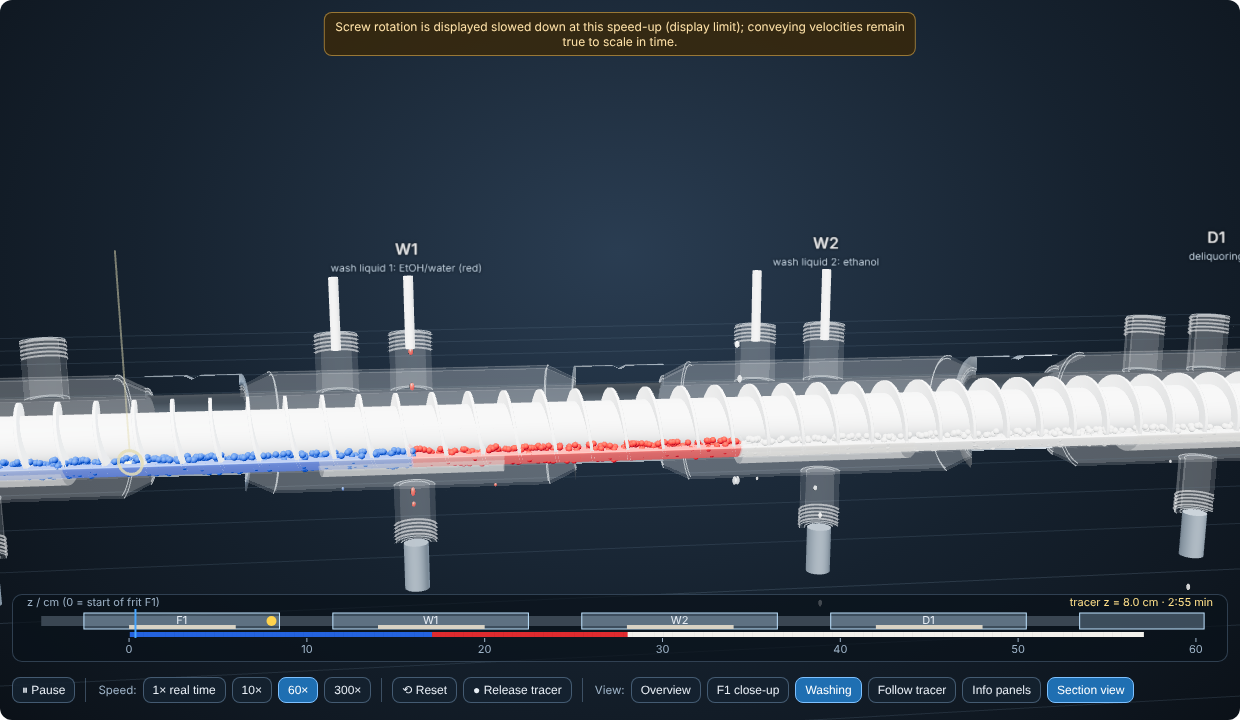 Screw rotation is displayed slowed down at this speed-up (display limit); conveying velocities remain
true to scale in time.
W1
wash liquid 1: EtOH/water (red)
W2
wash liquid 2: ethanol
D1
deliquoring
z / cm (0 = start of frit F1)
tracer z = 8.0 cm · 2:55 min
F1 W1 W2 D1
0 10 20 30 40 50 60
⏸ Pause Speed: 1× real time 10× 60× 300× ⟲ Reset ● Release tracer View: Overview F1 close-up Washing Follow tracer Info panels Section view